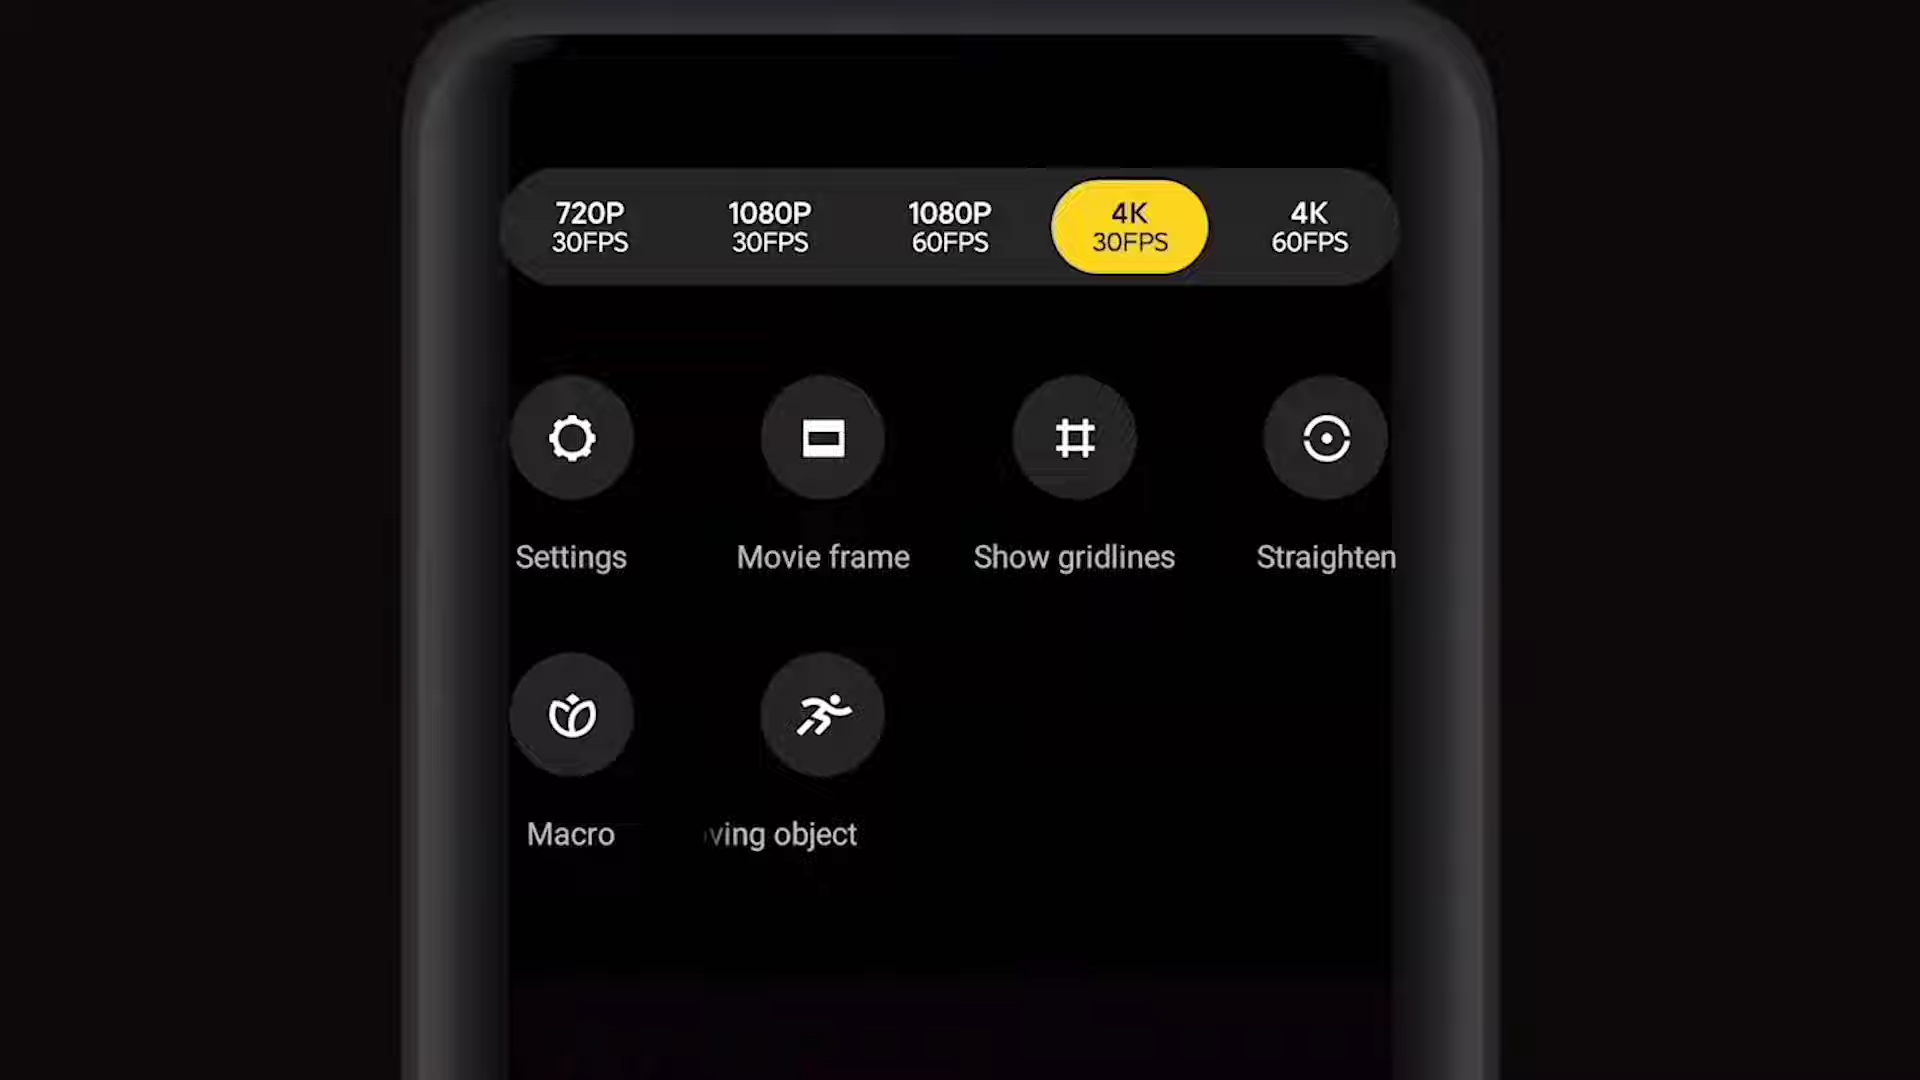 720P 1080P 1080P 4K 4K
30FPS 30FPS 60FPS 30FPS 60FPS
Settings Movie frame Show gridlines Straighten
Macro ving object